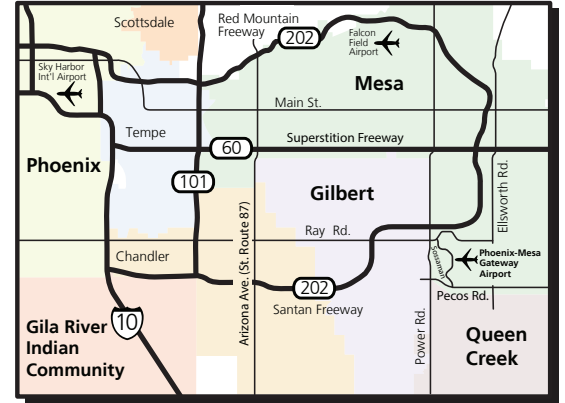 Scottsdale
Red Mountain
Freeway
202
Falcon
Field
Airport
Sky Harbor
Int'l Airport
Mesa
Main St.
Tempe
Superstition Freeway
60
Phoenix
101
Gilbert
Ellsworth Rd.
Arizona Ave. (St. Route 87)
Ray Rd.
Chandler
Sossaman
Phoenix-Mesa
Gateway
Airport
202
Pecos Rd.
Santan Freeway
10
Gila River
Indian
Community
Power Rd.
Queen
Creek